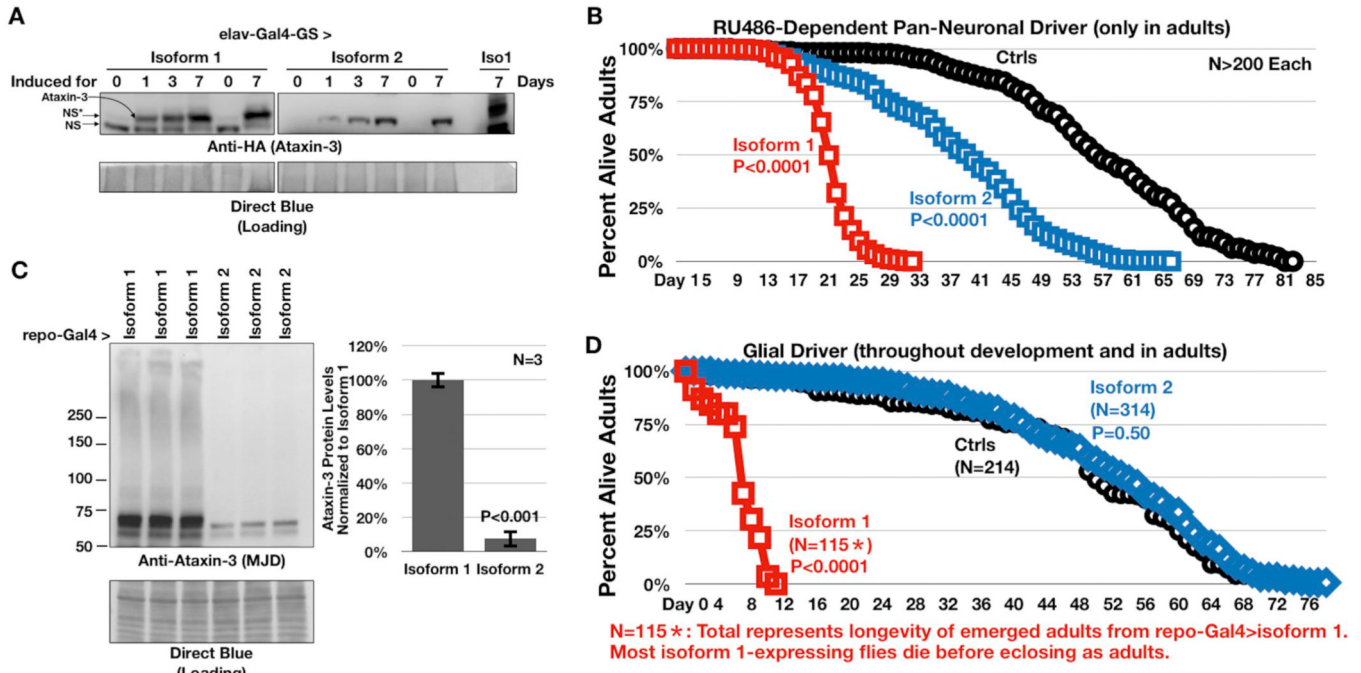 A
elav-Gal4-GS >
Isoform 1 Isoform 2 Iso1
Induced for 0 1 3 7 0 7 0 1 3 7 0 7 7 Days
Ataxin-3
NS*
NS
Anti-HA (Ataxin-3)
Direct Blue
(Loading)
B
RU486-Dependent Pan-Neuronal Driver (only in adults)
Percent Alive Adults
100%
75%
50%
25%
0%
Ctrls
N>200 Each
Isoform 1
P<0.0001
Isoform 2
P<0.0001
Day 1 5 9 13 17 21 25 29 33 37 41 45 49 53 57 61 65 69 73 77 81 85
C
repo-Gal4 >
Isoform 1 Isoform 1 Isoform 1 Isoform 2 Isoform 2 Isoform 2
250
150
100
75
50
Anti-Ataxin-3 (MJD)
Direct Blue
(Loading)
Ataxin-3 Protein Levels
Normalized to Isoform 1
120%
100%
80%
60%
40%
20%
0%
N=3
P<0.001
Isoform 1 Isoform 2
D
Glial Driver (throughout development and in adults)
Percent Alive Adults
100%
75%
50%
25%
0%
Isoform 2
(N=314)
P=0.50
Ctrls
(N=214)
Isoform 1
(N=115*)
P<0.0001
Day 0 4 8 12 16 20 24 28 32 36 40 44 48 52 56 60 64 68 72 76
N=115*: Total represents longevity of emerged adults from repo-Gal4>isoform 1.
Most isoform 1-expressing flies die before eclosing as adults.